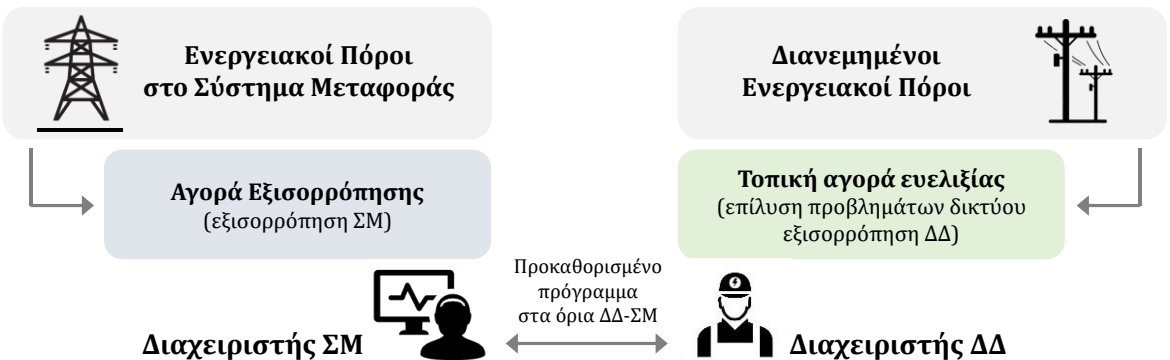 Ενεργειακοί Πόροι
στο Σύστημα Μεταφοράς
Διανεμημένοι
Ενεργειακοί Πόροι
Αγορά Εξισορρόπησης
(εξισορρόπηση ΣΜ)
Τοπική αγορά ευελιξίας
(επίλυση προβλημάτων δικτύου
εξισορρόπηση ΔΔ)
Προκαθορισμένο
πρόγραμμα
στα όρια ΔΔ-ΣΜ
Διαχειριστής ΣΜ
Διαχειριστής ΔΔ